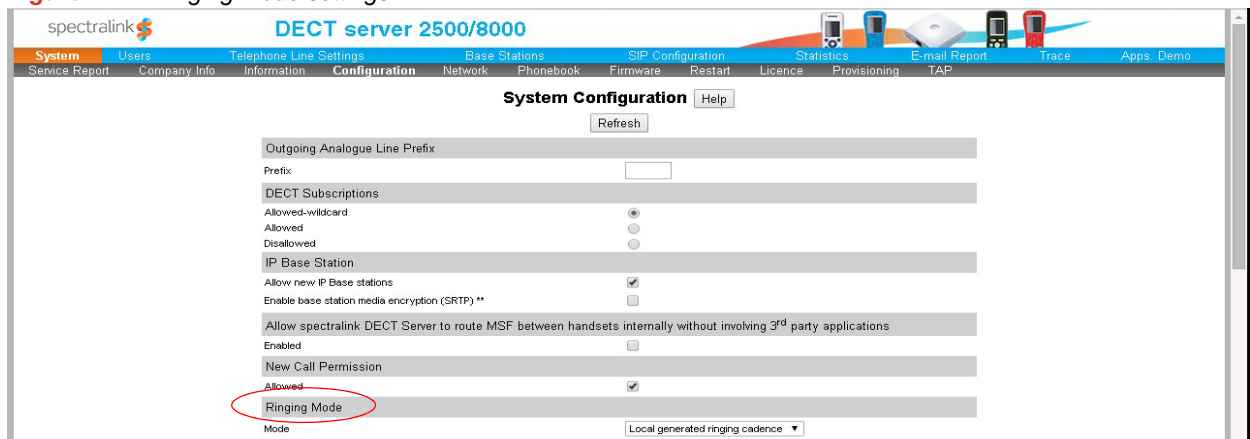 spectralink
DECT server 2500/8000
System Users Telephone Line Settings Base Stations SIP Configuration Statistics E-mail Report Trace Apps. Demo
Service Report Company Info Information Configuration Network Phonebook Firmware Restart Licence Provisioning TAP
System Configuration Help
Refresh
Outgoing Analogue Line Prefix
Prefix
DECT Subscriptions
Allowed-wildcard
Allowed
Disallowed
IP Base Station
Allow new IP Base stations
Enable base station media encryption (SRTP) **
Allow spectralink DECT Server to route MSF between handsets internally without involving 3rd party applications
Enabled
New Call Permission
Allowed
Ringing Mode
Mode Local generated ringing cadence